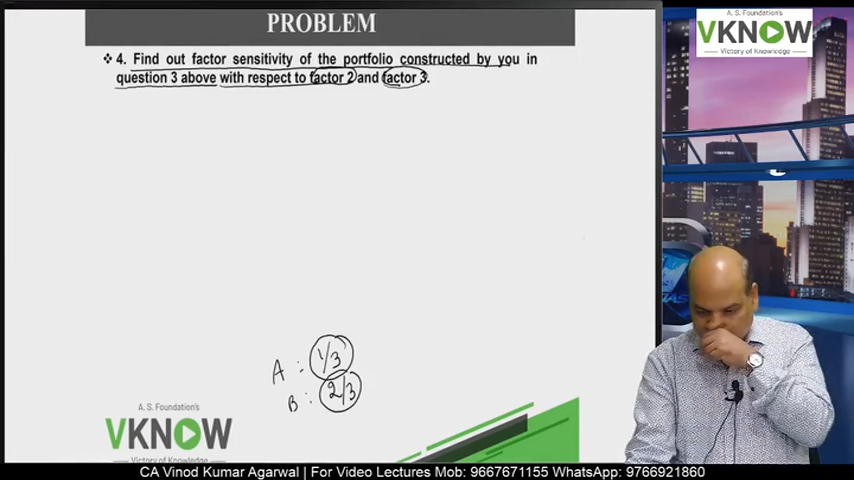 PROBLEM
A. S. Foundation's
VKNOW
Victory of Knowledge
❖ 4. Find out factor sensitivity of the portfolio constructed by you in
question 3 above with respect to factor 2 and factor 3.
A : 1/3
B : 2/3
A. S. Foundation's
VKNOW
Victory of Knowledge
CA Vinod Kumar Agarwal | For Video Lectures Mob: 9667671155 WhatsApp: 9766921860